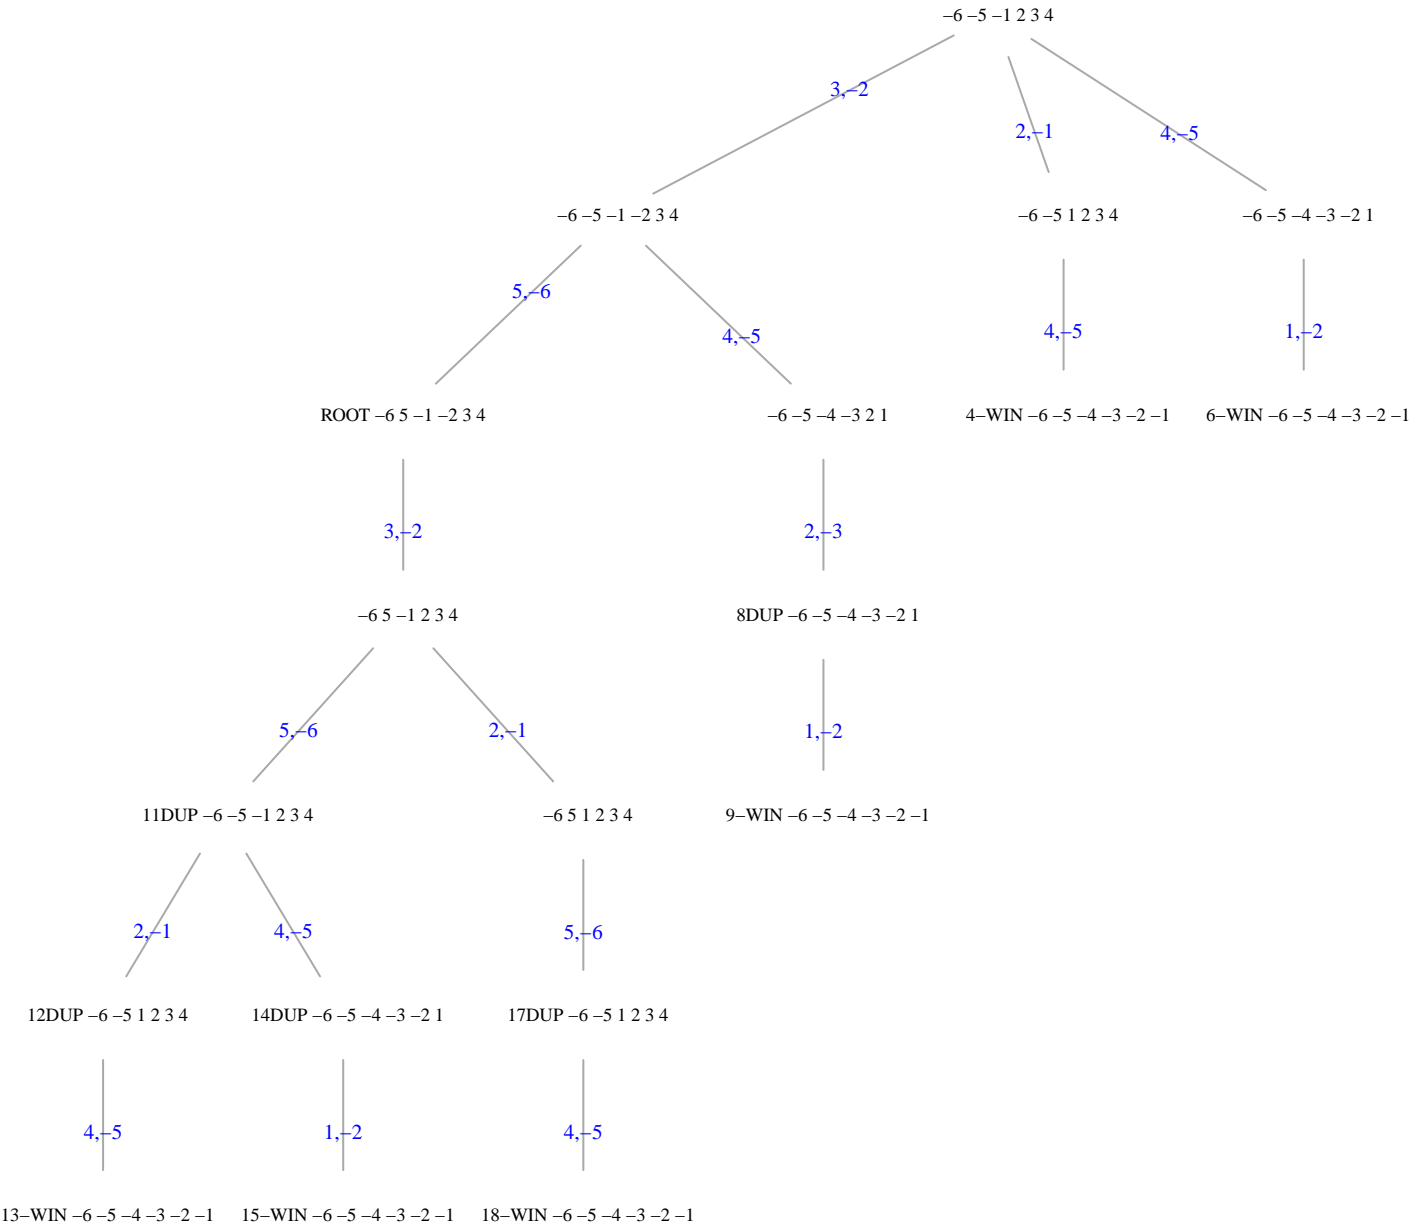 –6 –5 –1 2 3 4
3,–2
2,–1
4,–5
–6 –5 –1 –2 3 4
–6 –5 1 2 3 4
–6 –5 –4 –3 –2 1
5,–6
4,–5
4,–5
1,–2
ROOT –6 5 –1 –2 3 4
–6 –5 –4 –3 2 1
4–WIN –6 –5 –4 –3 –2 –1
6–WIN –6 –5 –4 –3 –2 –1
3,–2
2,–3
–6 5 –1 2 3 4
8DUP –6 –5 –4 –3 –2 1
5,–6
2,–1
1,–2
11DUP –6 –5 –1 2 3 4
–6 5 1 2 3 4
9–WIN –6 –5 –4 –3 –2 –1
2,–1
4,–5
5,–6
12DUP –6 –5 1 2 3 4
14DUP –6 –5 –4 –3 –2 1
17DUP –6 –5 1 2 3 4
4,–5
1,–2
4,–5
13–WIN –6 –5 –4 –3 –2 –1
15–WIN –6 –5 –4 –3 –2 –1
18–WIN –6 –5 –4 –3 –2 –1